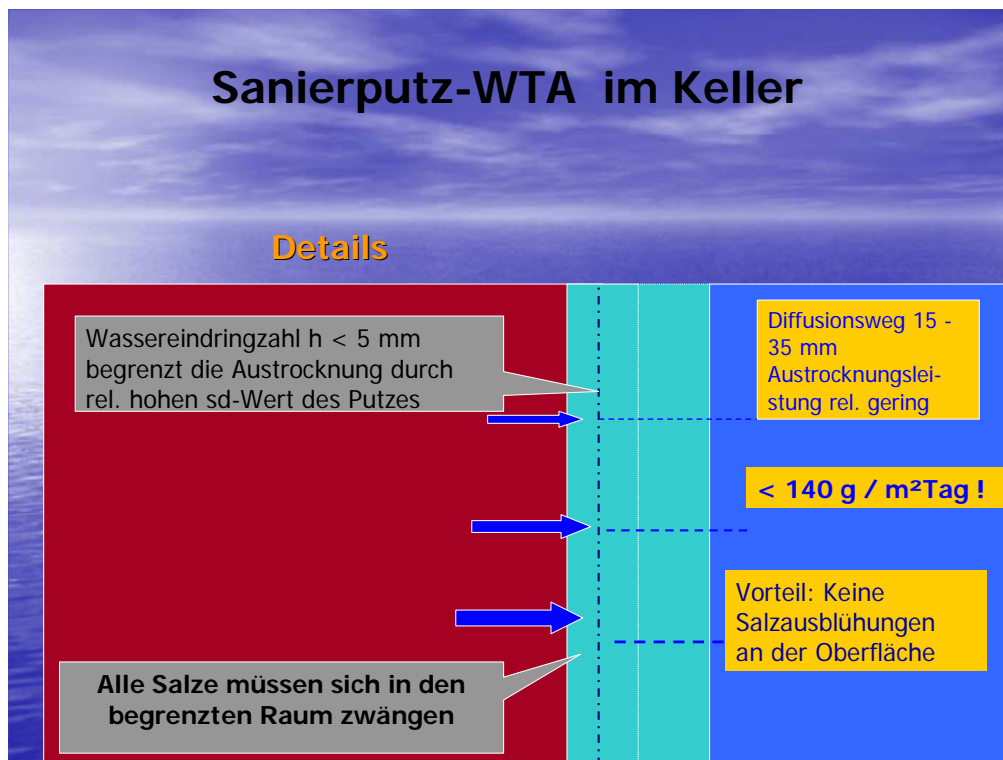 Sanierputz-WTA im Keller
Details
Wassereindringzahl h < 5 mm
begrenzt die Austrocknung durch
rel. hohen sd-Wert des Putzes
Diffusionsweg 15 -
35 mm
Austrocknungslei-
stung rel. gering
< 140 g / m²Tag !
Vorteil: Keine
Salzausblühungen
an der Oberfläche
Alle Salze müssen sich in den
begrenzten Raum zwängen